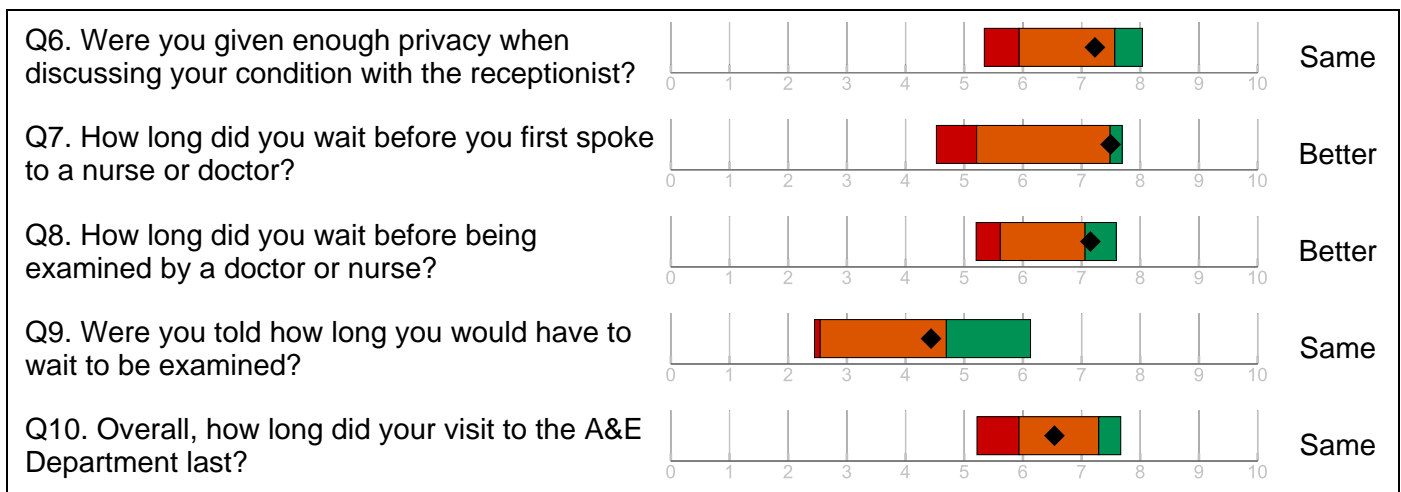 Q6. Were you given enough privacy when
discussing your condition with the receptionist?
0 1 2 3 4 5 6 7 8 9 10
Same
Q7. How long did you wait before you first spoke
to a nurse or doctor?
0 1 2 3 4 5 6 7 8 9 10
Better
Q8. How long did you wait before being
examined by a doctor or nurse?
0 1 2 3 4 5 6 7 8 9 10
Better
Q9. Were you told how long you would have to
wait to be examined?
0 1 2 3 4 5 6 7 8 9 10
Same
Q10. Overall, how long did your visit to the A&E
Department last?
0 1 2 3 4 5 6 7 8 9 10
Same